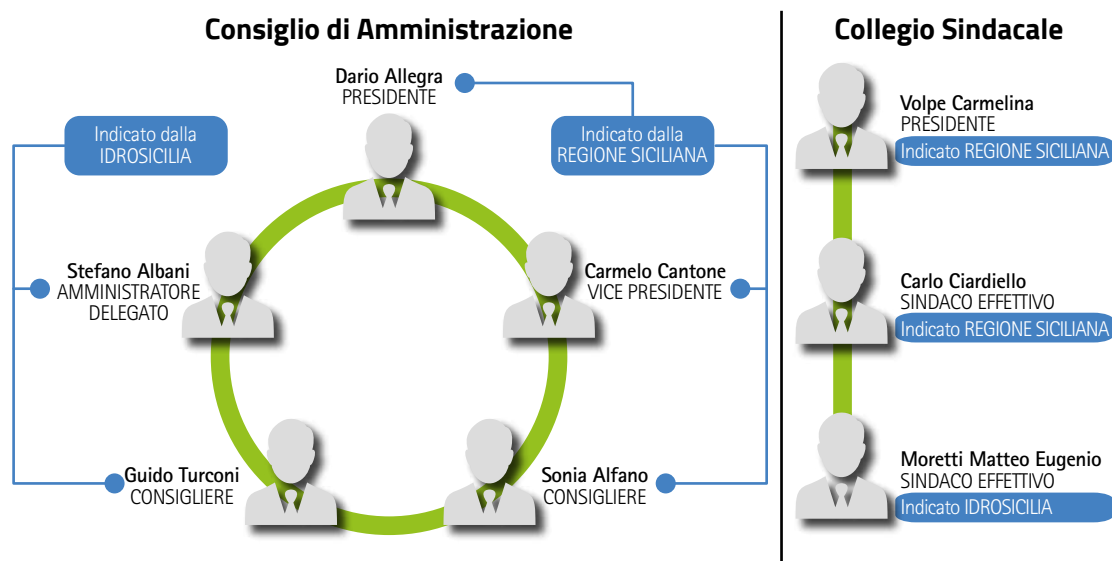 Consiglio di Amministrazione
Dario Allegra
PRESIDENTE
Indicato dalla
IDROSICILIA
Indicato dalla
REGIONE SICILIANA
Stefano Albani
AMMINISTRATORE
DELEGATO
Carmelo Cantone
VICE PRESIDENTE
Guido Turconi
CONSIGLIERE
Sonia Alfano
CONSIGLIERE
Collegio Sindacale
Volpe Carmelina
PRESIDENTE
Indicato REGIONE SICILIANA
Carlo Ciardiello
SINDACO EFFETTIVO
Indicato REGIONE SICILIANA
Moretti Matteo Eugenio
SINDACO EFFETTIVO
Indicato IDROSICILIA